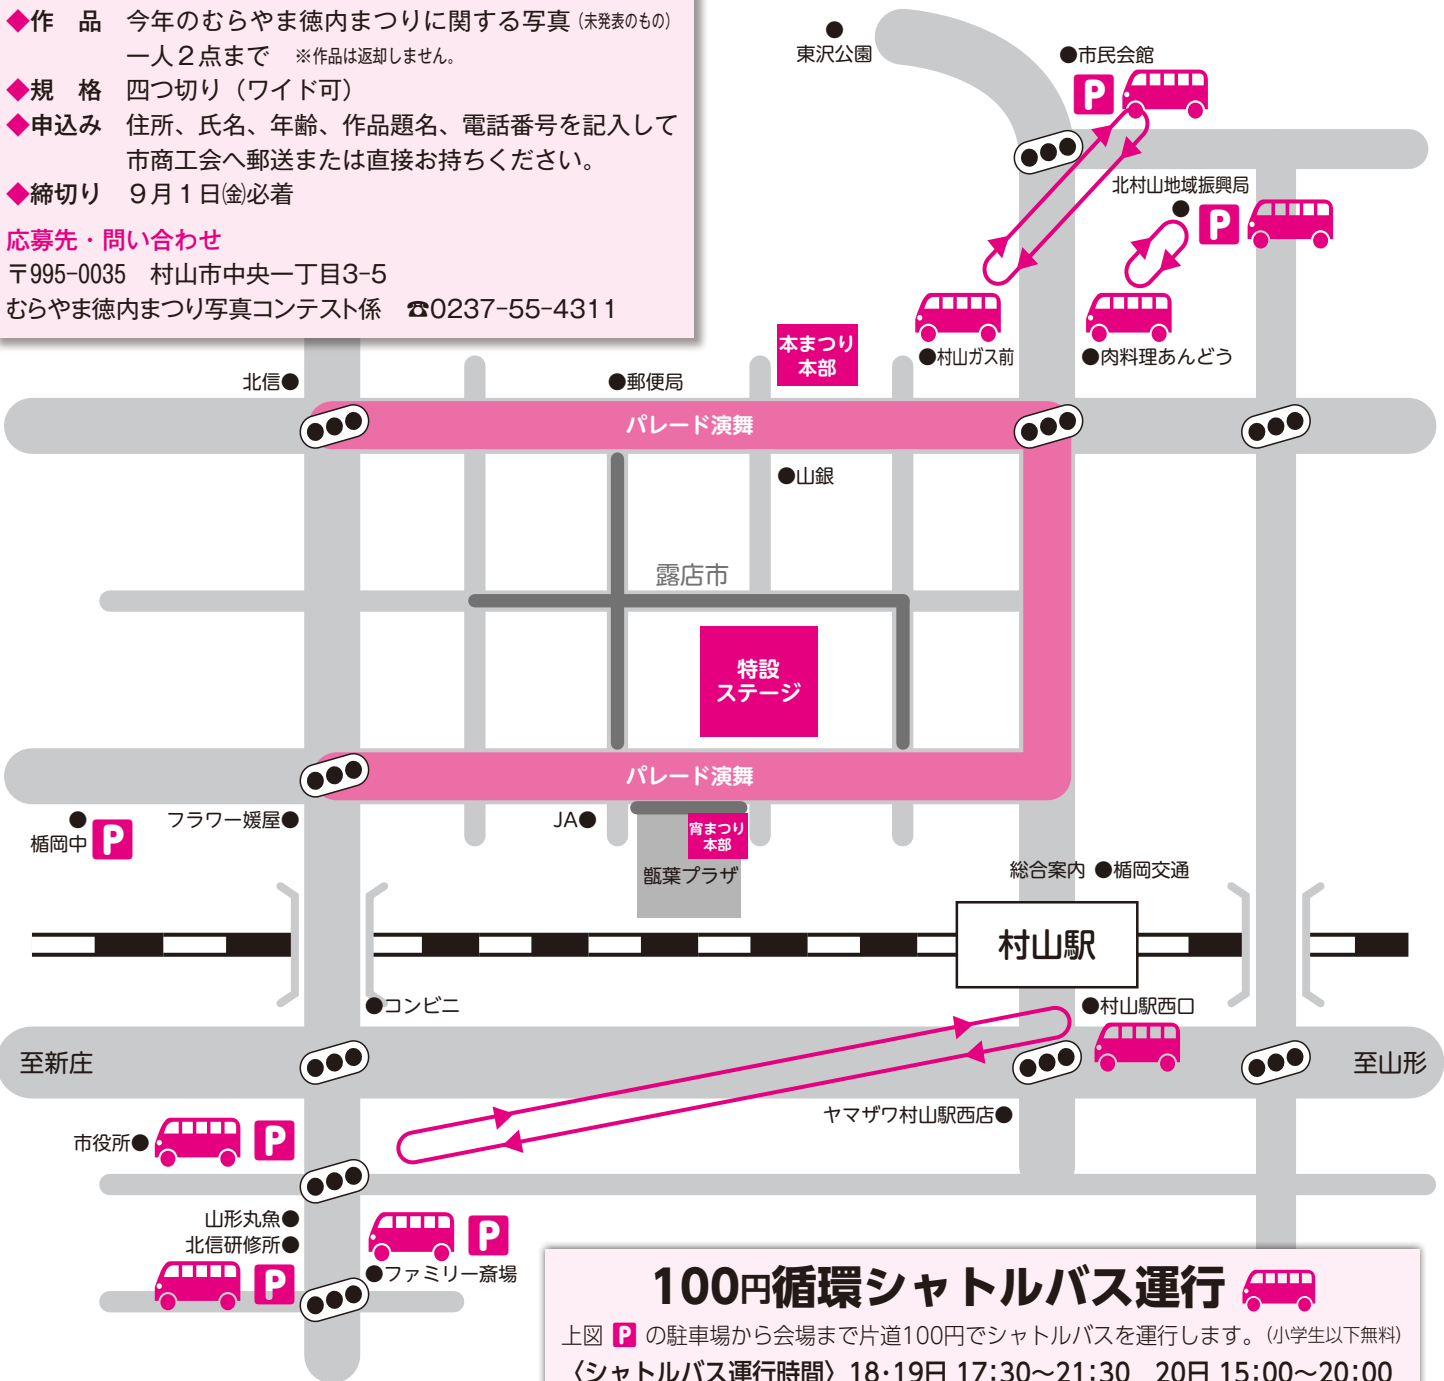 ◆作　品　今年のむらやま徳内まつりに関する写真（未発表のもの）
一人２点まで　※作品は返却しません。
◆規　格　四つ切り（ワイド可）
◆申込み　住所、氏名、年齢、作品題名、電話番号を記入して
市商工会へ郵送または直接お持ちください。
◆締切り　９月１日㈮必着
応募先・問い合わせ
〒995-0035　村山市中央一丁目3-5
むらやま徳内まつり写真コンテスト係　☎0237-55-4311
●
東沢公園
●市民会館
P
北村山地域振興局
●
P
●村山ガス前
●肉料理あんどう
本まつり
本部
北信●
●郵便局
パレード演舞
●山銀
露店市
特設
ステージ
パレード演舞
●
楯岡中
P
フラワー媛屋●
JA●
宵まつり
本部
甑葉プラザ
総合案内 ●楯岡交通
村山駅
●コンビニ
●村山駅西口
至新庄
至山形
ヤマザワ村山駅西店●
市役所●
P
山形丸魚●
北信研修所●
P
P
●ファミリー斎場
100円循環シャトルバス運行
上図 P の駐車場から会場まで片道100円でシャトルバスを運行します。（小学生以下無料）
〈シャトルバス運行時間〉18・19日 17：30～21：30　20日 15：00～20：00